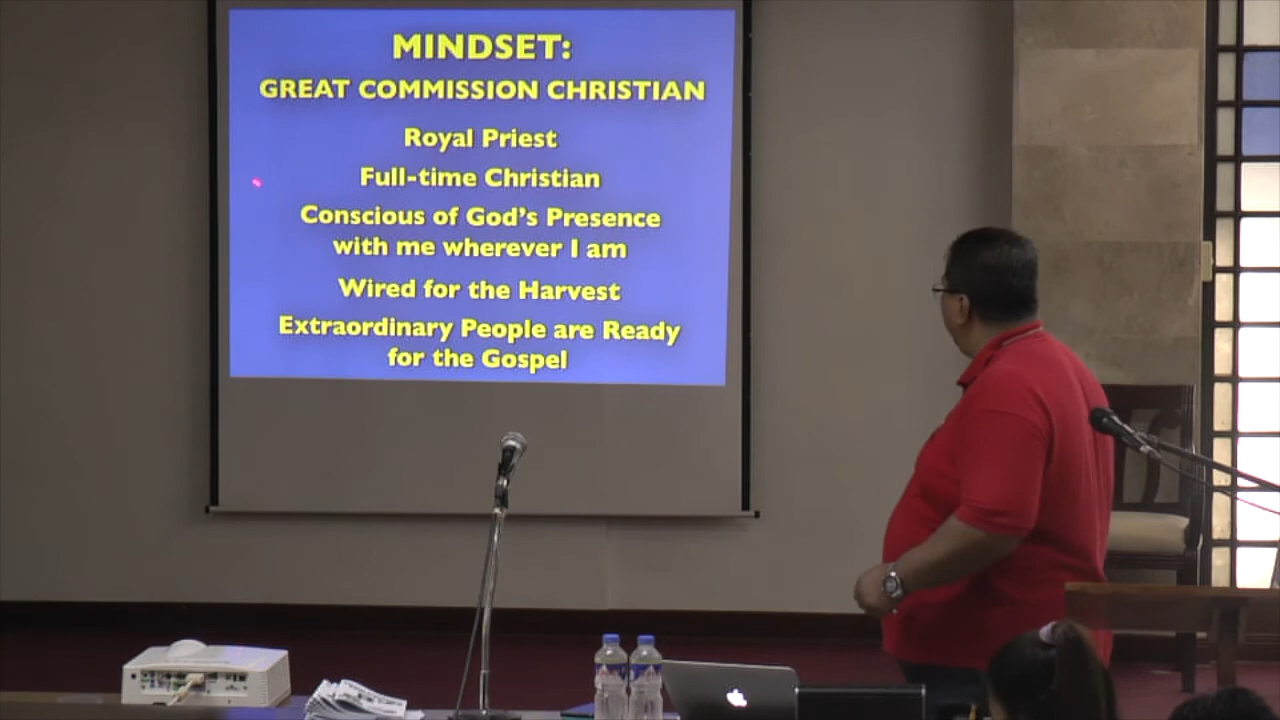 MINDSET:
GREAT COMMISSION CHRISTIAN
Royal Priest
Full-time Christian
Conscious of God's Presence
with me wherever I am
Wired for the Harvest
Extraordinary People are Ready
for the Gospel